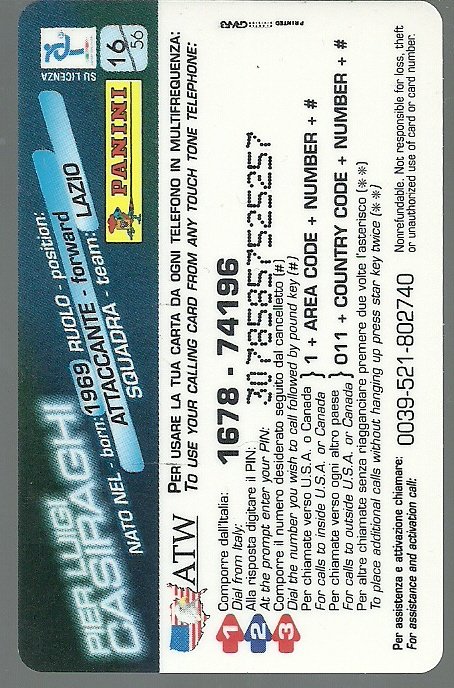 PIER LUIGI
CASIRAGHI
NATO NEL - born: 1969 RUOLO - position:
ATTACCANTE - forward
SQUADRA - team: LAZIO
SU LICENZA
16
56
PANINI
ATW
PER USARE LA TUA CARTA DA OGNI TELEFONO IN MULTIFREQUENZA:
TO USE YOUR CALLING CARD FROM ANY TOUCH TONE TELEPHONE:
1 Comporre dall'Italia:
Dial from Italy:
1678 - 74196
2 Alla risposta digitare il PIN:
At the prompt enter your PIN:
30785857525257
3 Comporre il numero desiderato seguito dal cancelletto (#)
Dial the number you wish to call followed by pound key (#)
Per chiamate verso U.S.A. o Canada
For calls to inside U.S.A. or Canada
} 1 + AREA CODE + NUMBER + #
Per chiamate verso ogni altro paese
For calls to outside U.S.A. or Canada
} 011 + COUNTRY CODE + NUMBER + #
Per altre chiamate senza riagganciare premere due volte l'asterisco (* *)
To place additional calls without hanging up press star key twice (* *)
Per assistenza e attivazione chiamare:
For assistance and activation call:
0039-521-802740
Nonrefundable. Not responsible for loss, theft
or unauthorized use of card or card number.
PRINTED